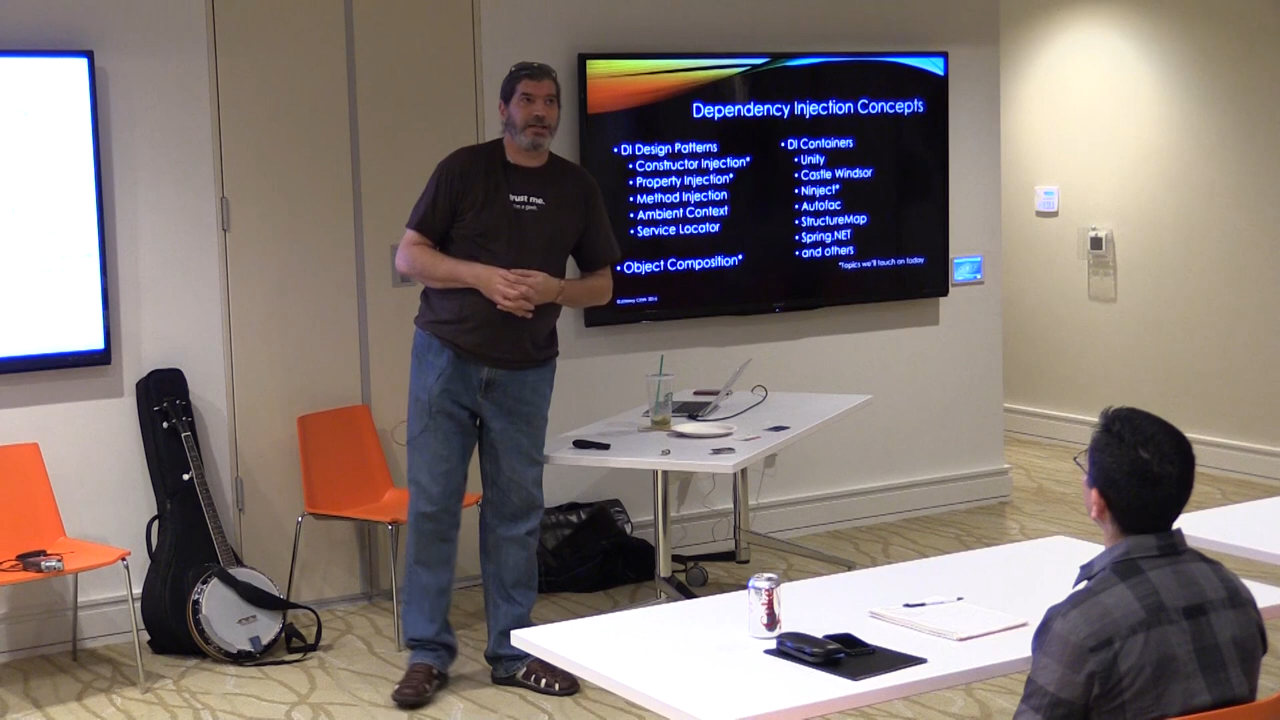 Dependency Injection Concepts
• DI Design Patterns
• Constructor Injection*
• Property Injection*
• Method Injection
• Ambient Context
• Service Locator
• Object Composition*
• DI Containers
• Unity
• Castle Windsor
• Ninject*
• Autofac
• StructureMap
• Spring.NET
• and others
*Topics we'll touch on today
trust me.
I'm a geek.